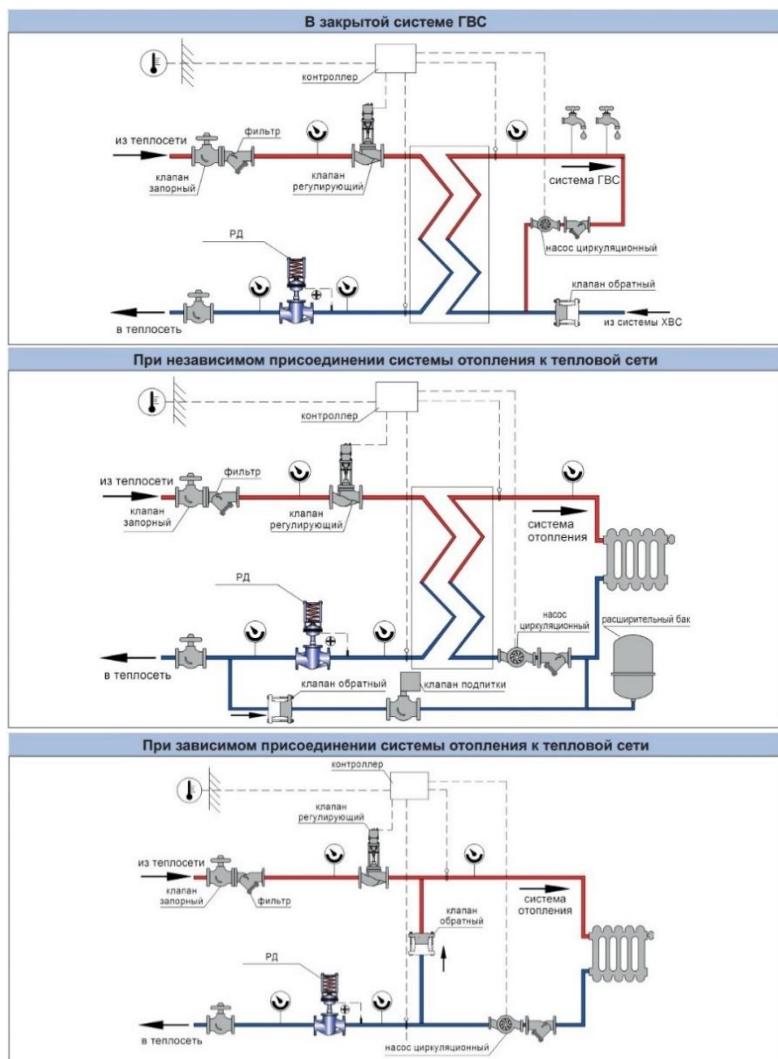 В закрытой системе ГВС
контроллер
из теплосети
фильтр
клапан
запорный
клапан
регулирующий
система ГВС
насос циркуляционный
РД
клапан обратный
в теплосеть
из системы ХВС
При независимом присоединении системы отопления к тепловой сети
контроллер
из теплосети
фильтр
клапан
запорный
клапан
регулирующий
система
отопления
РД
насос
циркуляционный
расширительный бак
в теплосеть
клапан обратный
клапан подпитки
При зависимом присоединении системы отопления к тепловой сети
контроллер
клапан
регулирующий
из теплосети
клапан
запорный
фильтр
система
отопления
клапан
обратный
РД
в теплосеть
насос циркуляционный